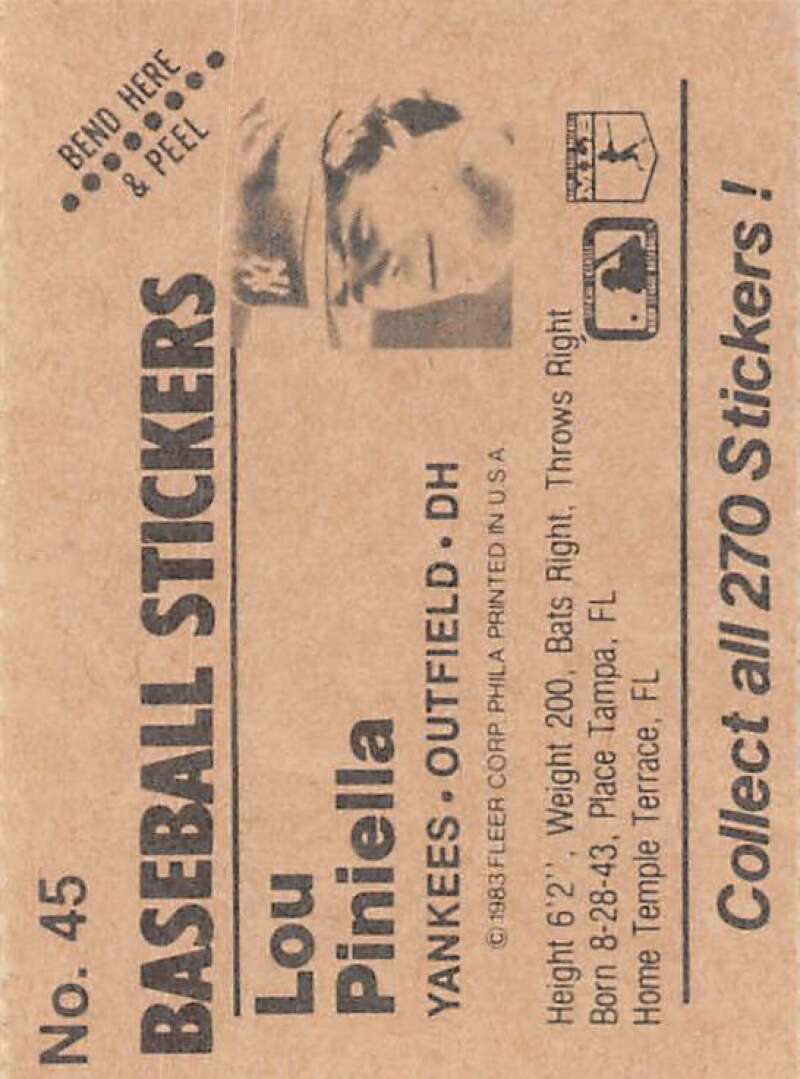 No. 45
BEND HERE
& PEEL
BASEBALL STICKERS
Lou
Piniella
YANKEES • OUTFIELD • DH
© 1983 FLEER CORP. PHILA PRINTED IN U S A
Height 6'2'', Weight 200, Bats Right, Throws Right
Born 8-28-43, Place Tampa, FL
Home Temple Terrace, FL
Collect all 270 Stickers !